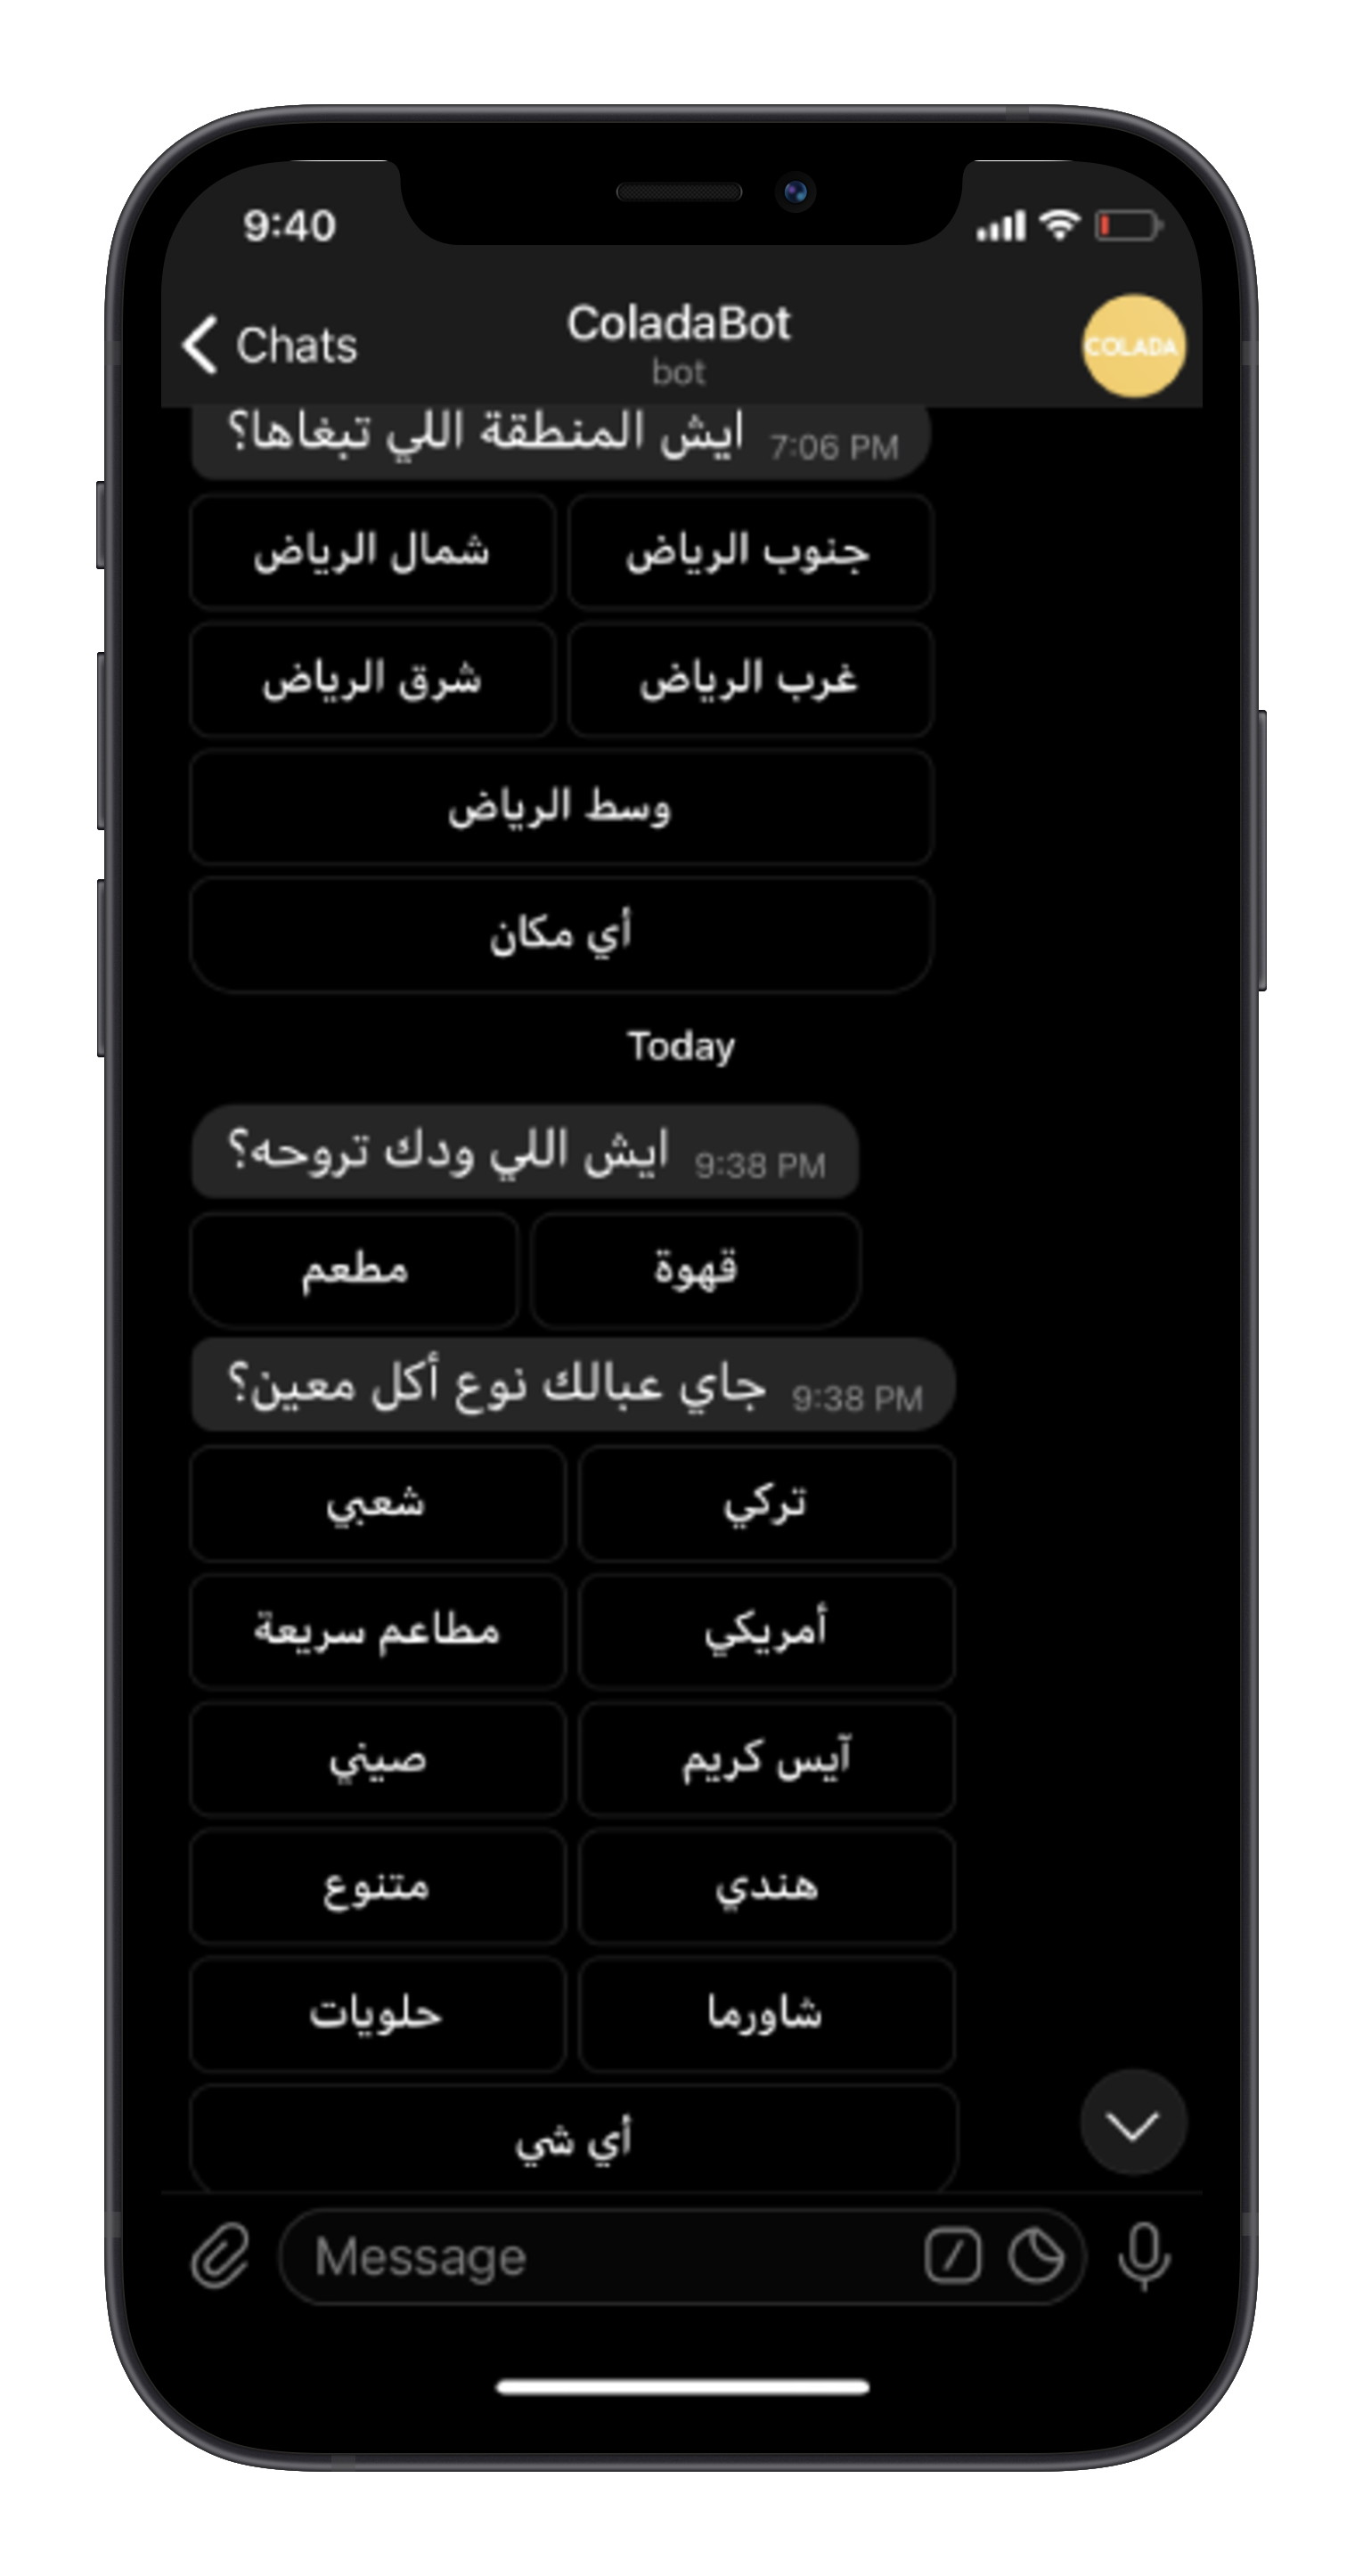 9:40
Chats
ColadaBot
bot
COLADA
ايش المنطقة اللي تبغاها؟ 7:06 PM
شمال الرياض
جنوب الرياض
شرق الرياض
غرب الرياض
وسط الرياض
أي مكان
Today
ايش اللي ودك تروحه؟ 9:38 PM
مطعم
قهوة
جاي عبالك نوع أكل معين؟ 9:38 PM
شعبي
تركي
مطاعم سريعة
أمريكي
صيني
آيس كريم
متنوع
هندي
حلويات
شاورما
أي شي
Message